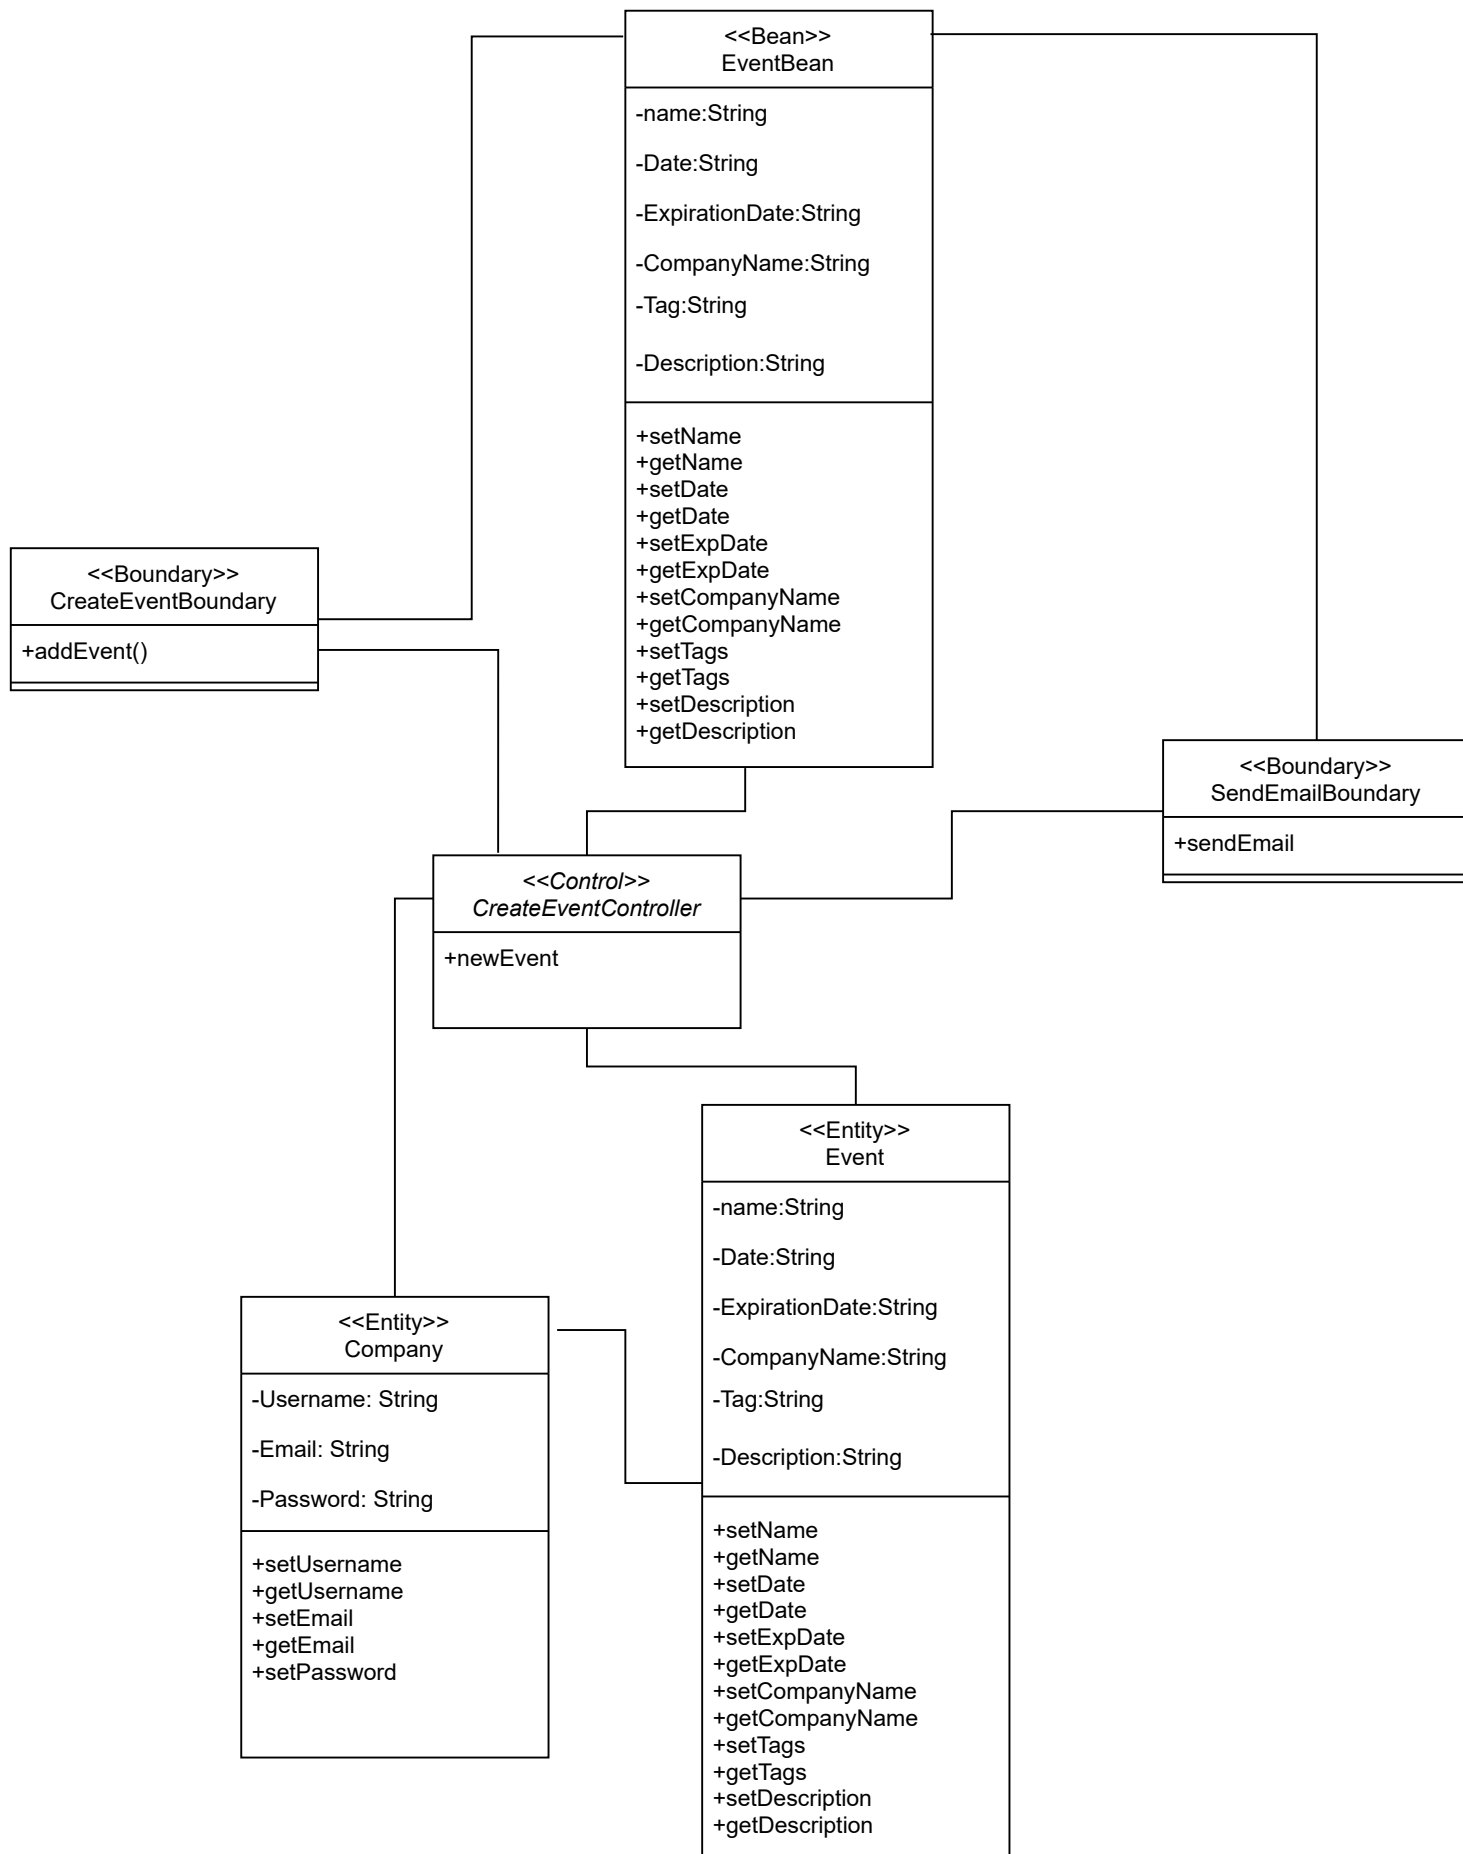 <<Bean>>
EventBean
-name:String
-Date:String
-ExpirationDate:String
-CompanyName:String
-Tag:String
-Description:String
+setName
+getName
+setDate
+getDate
+setExpDate
+getExpDate
+setCompanyName
+getCompanyName
+setTags
+getTags
+setDescription
+getDescription
<<Boundary>>
CreateEventBoundary
+addEvent()
<<Boundary>>
SendEmailBoundary
+sendEmail
<<Control>>
CreateEventController
+newEvent
<<Entity>>
Event
-name:String
-Date:String
-ExpirationDate:String
-CompanyName:String
-Tag:String
-Description:String
+setName
+getName
+setDate
+getDate
+setExpDate
+getExpDate
+setCompanyName
+getCompanyName
+setTags
+getTags
+setDescription
+getDescription
<<Entity>>
Company
-Username: String
-Email: String
-Password: String
+setUsername
+getUsername
+setEmail
+getEmail
+setPassword